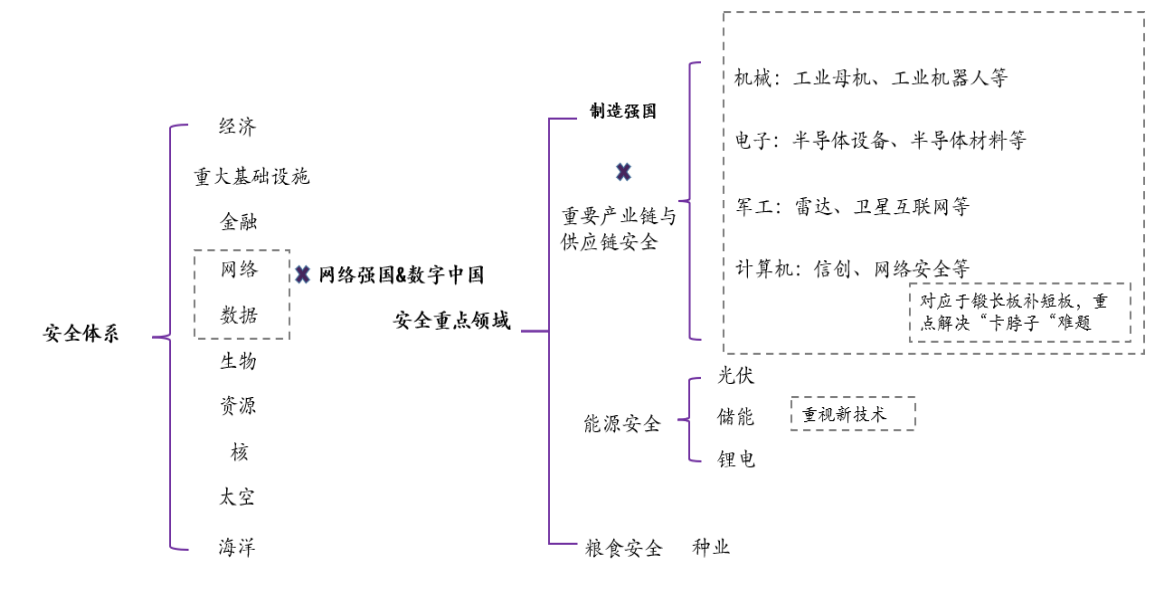 安全体系
经济
重大基础设施
金融
网络
数据
网络强国&数字中国
生物
资源
核
太空
海洋
安全重点领域
制造强国
重要产业链与
供应链安全
机械：工业母机、工业机器人等
电子：半导体设备、半导体材料等
军工：雷达、卫星互联网等
计算机：信创、网络安全等
对应于锻长板补短板，重
点解决“卡脖子“难题
能源安全
光伏
储能
重视新技术
锂电
粮食安全
种业